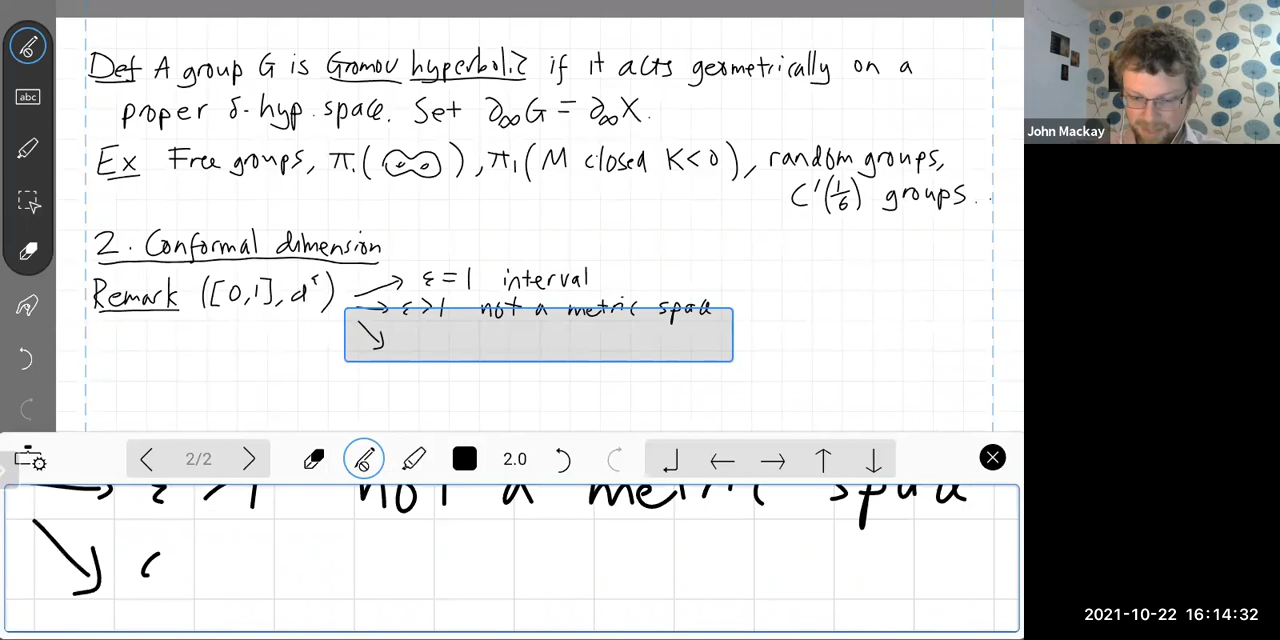 Def A group G is Gromov hyperbolic if it acts geometrically on a
proper δ-hyp. space. Set ∂∞G = ∂∞X.
Ex Free groups, π₁( ), π₁(M closed K<0), random groups,
C'(1/6) groups...
2. Conformal dimension
Remark ([0,1], d^ε) → ε=1 interval
→ ε>1 not a metric space
abc
John Mackay
2/2
2.0
→ ε>1 not a metric space
2021-10-22 16:14:32